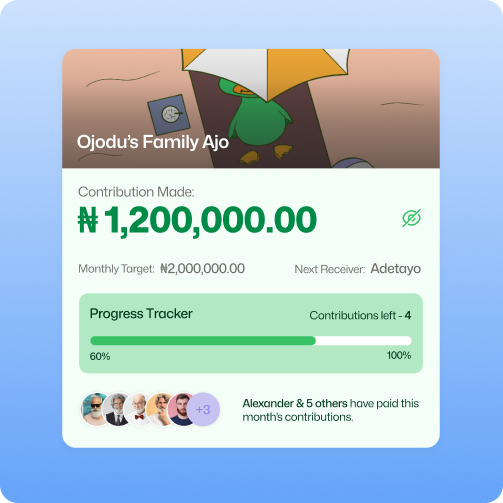 Ojodu's Family Ajo
Contribution Made:
₦ 1,200,000.00
Monthly Target: ₦2,000,000.00 Next Receiver: Adetayo
Progress Tracker Contributions left - 4
60% 100%
+3
Alexander & 5 others have paid this
month's contributions.